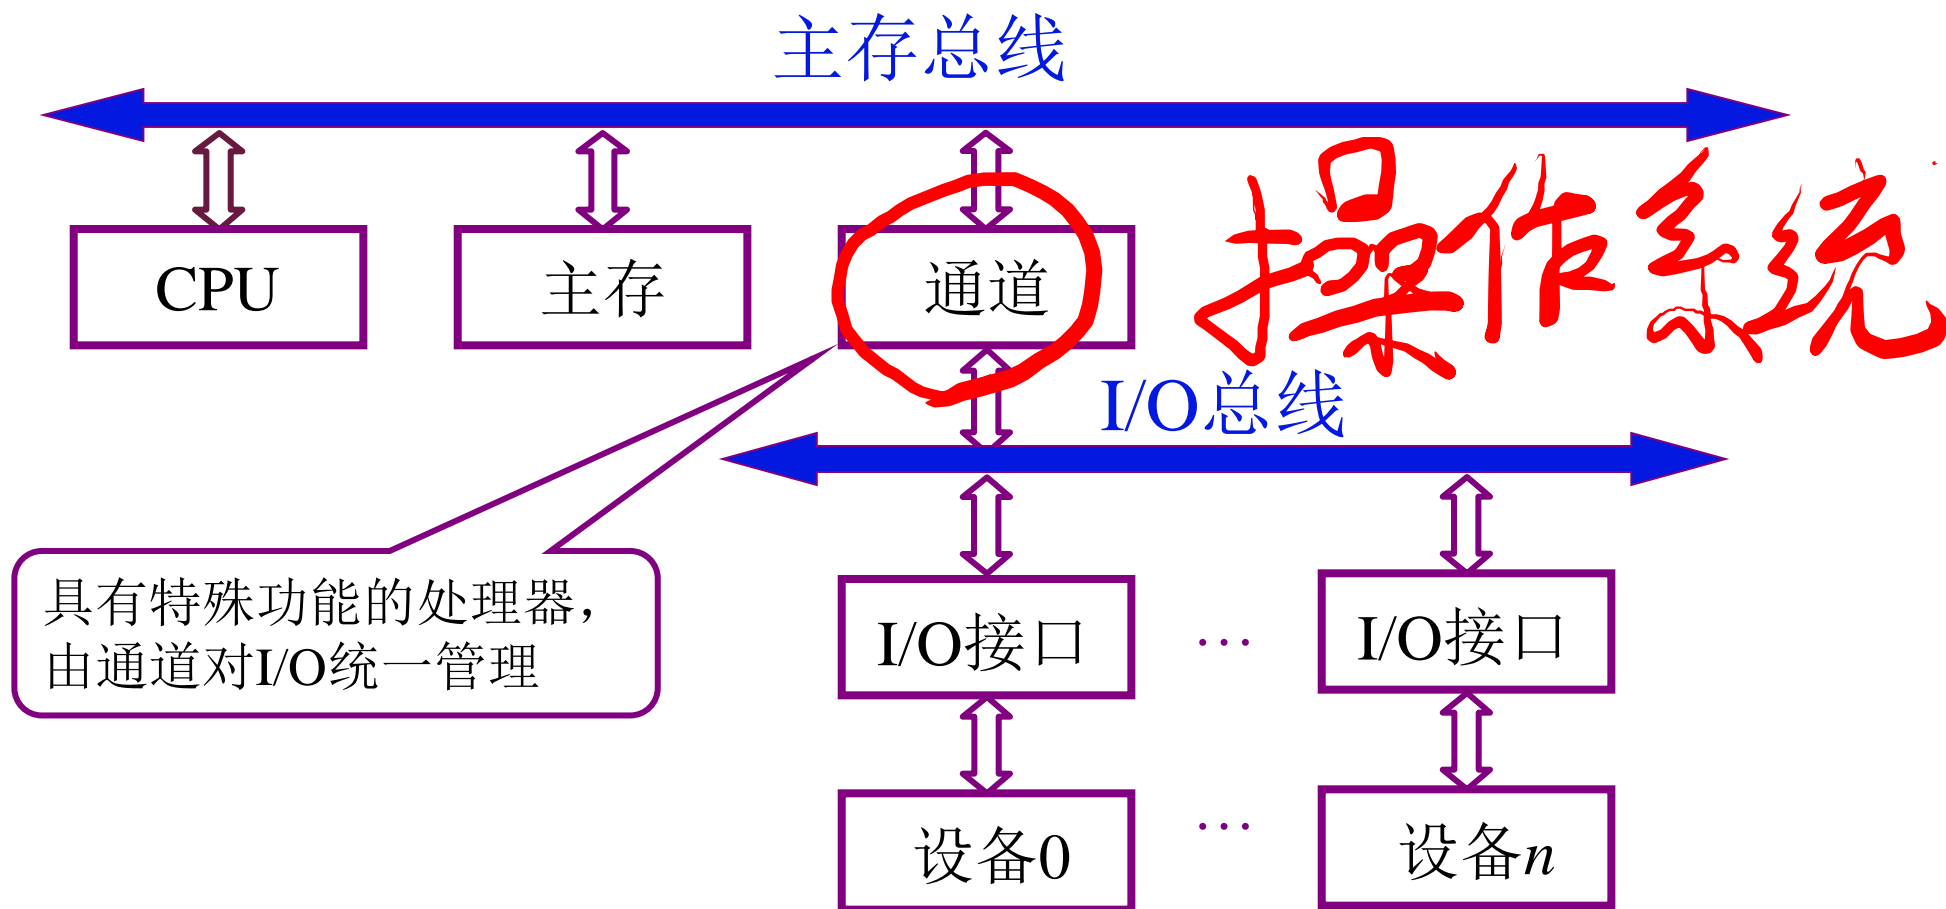 主存总线
CPU
主存
通道
操作系统
I/O总线
具有特殊功能的处理器，
由通道对I/O统一管理
I/O接口
…
I/O接口
设备0
…
设备n